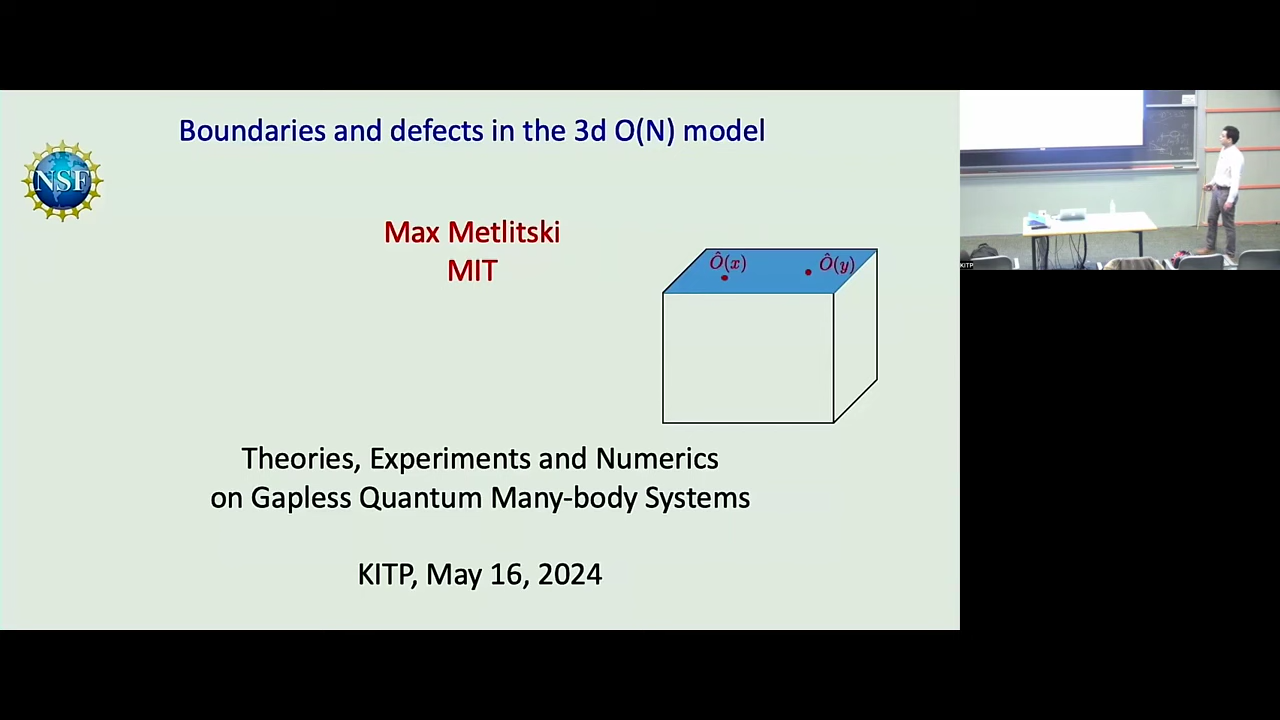 Boundaries and defects in the 3d O(N) model
NSF
Max Metlitski
MIT
Ô(x)
Ô(y)
Theories, Experiments and Numerics
on Gapless Quantum Many-body Systems
KITP, May 16, 2024
KITP